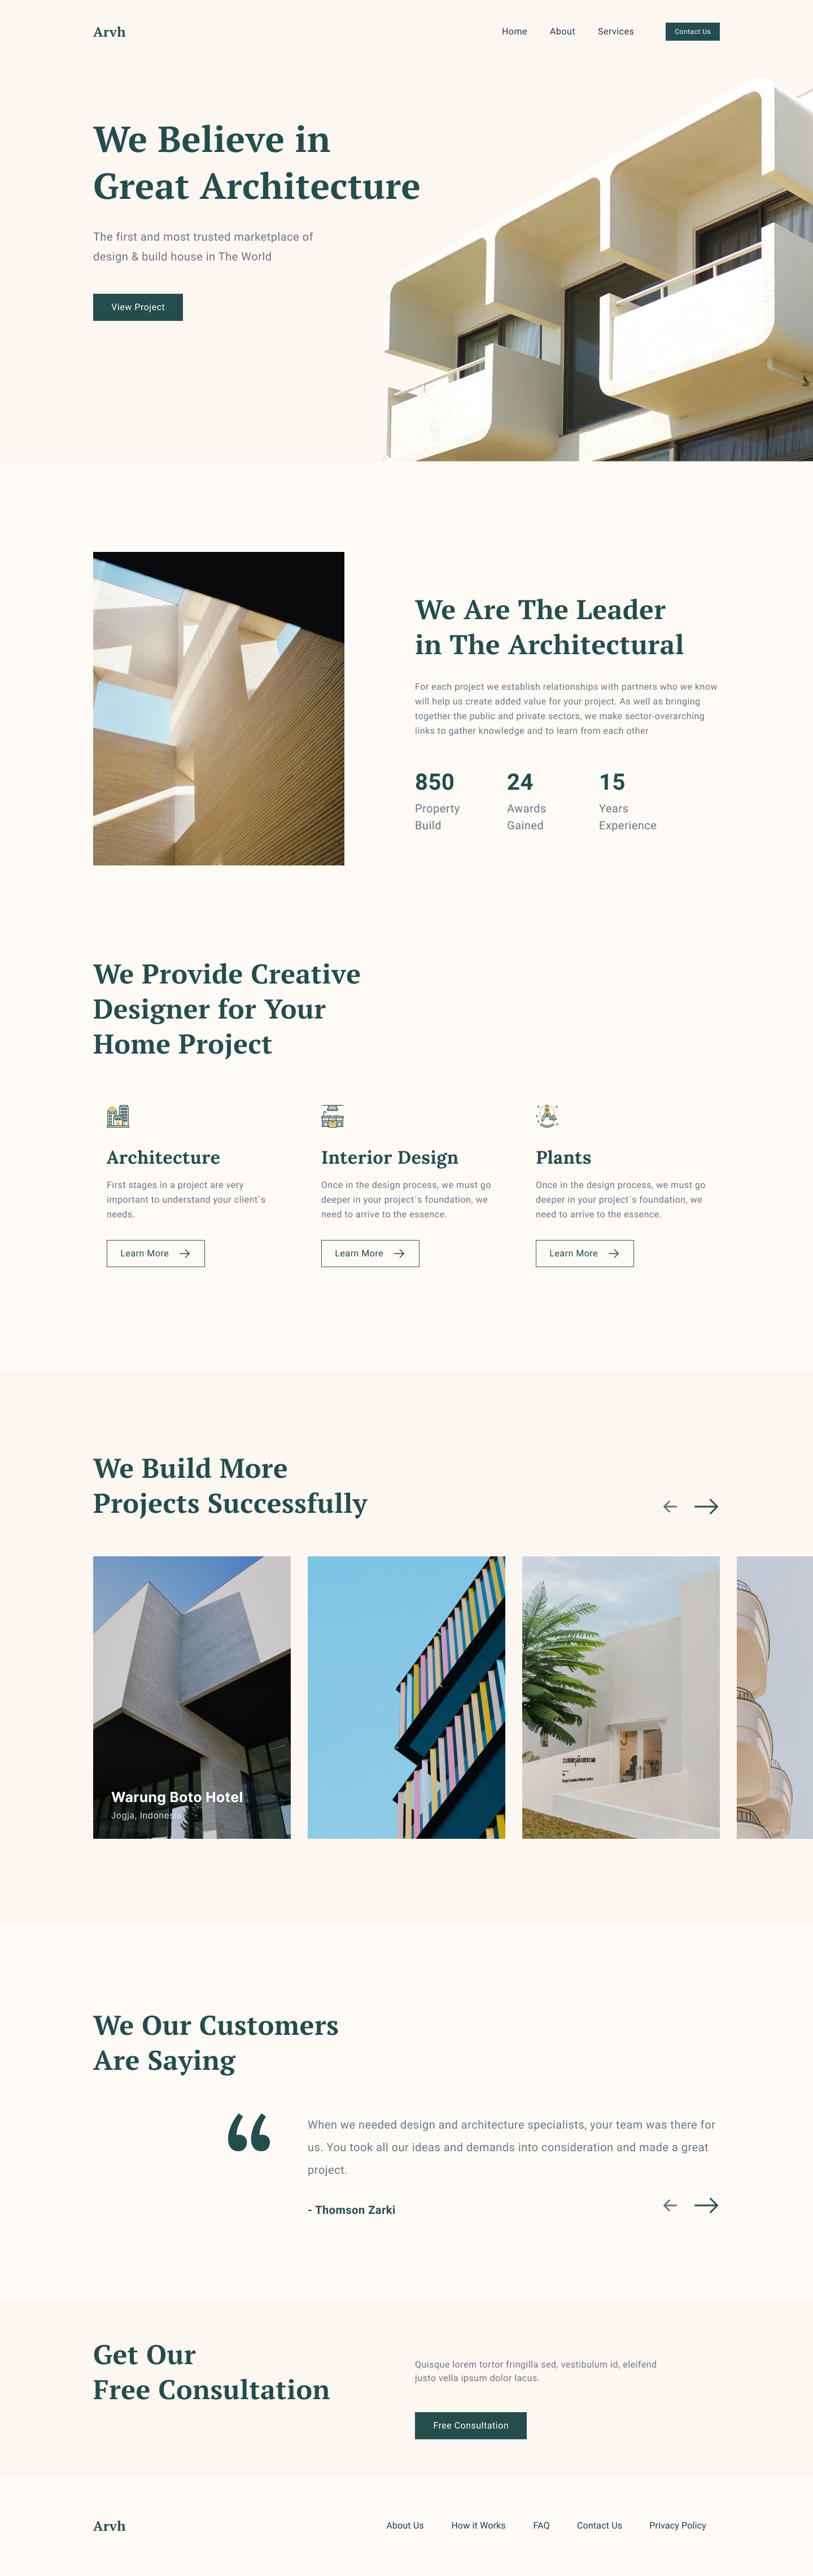 Arvh
Home
About
Services
Contact Us
We Believe in
Great Architecture
The first and most trusted marketplace of
design & build house in The World
View Project
We Are The Leader
in The Architectural
For each project we establish relationships with partners who we know
will help us create added value for your project. As well as bringing
together the public and private sectors, we make sector-overarching
links to gather knowledge and to learn from each other
850
Property
Build
24
Awards
Gained
15
Years
Experience
We Provide Creative
Designer for Your
Home Project
Architecture
First stages in a project are very
important to understand your client´s
needs.
Learn More
Interior Design
Once in the design process, we must go
deeper in your project´s foundation, we
need to arrive to the essence.
Learn More
Plants
Once in the design process, we must go
deeper in your project´s foundation, we
need to arrive to the essence.
Learn More
We Build More
Projects Successfully
Warung Boto Hotel
Jogja, Indonesia
We Our Customers
Are Saying
“
When we needed design and architecture specialists, your team was there for
us. You took all our ideas and demands into consideration and made a great
project.
- Thomson Zarki
Get Our
Free Consultation
Quisque lorem tortor fringilla sed, vestibulum id, eleifend
justo vella ipsum dolor lacus.
Free Consultation
Arvh
About Us
How it Works
FAQ
Contact Us
Privacy Policy